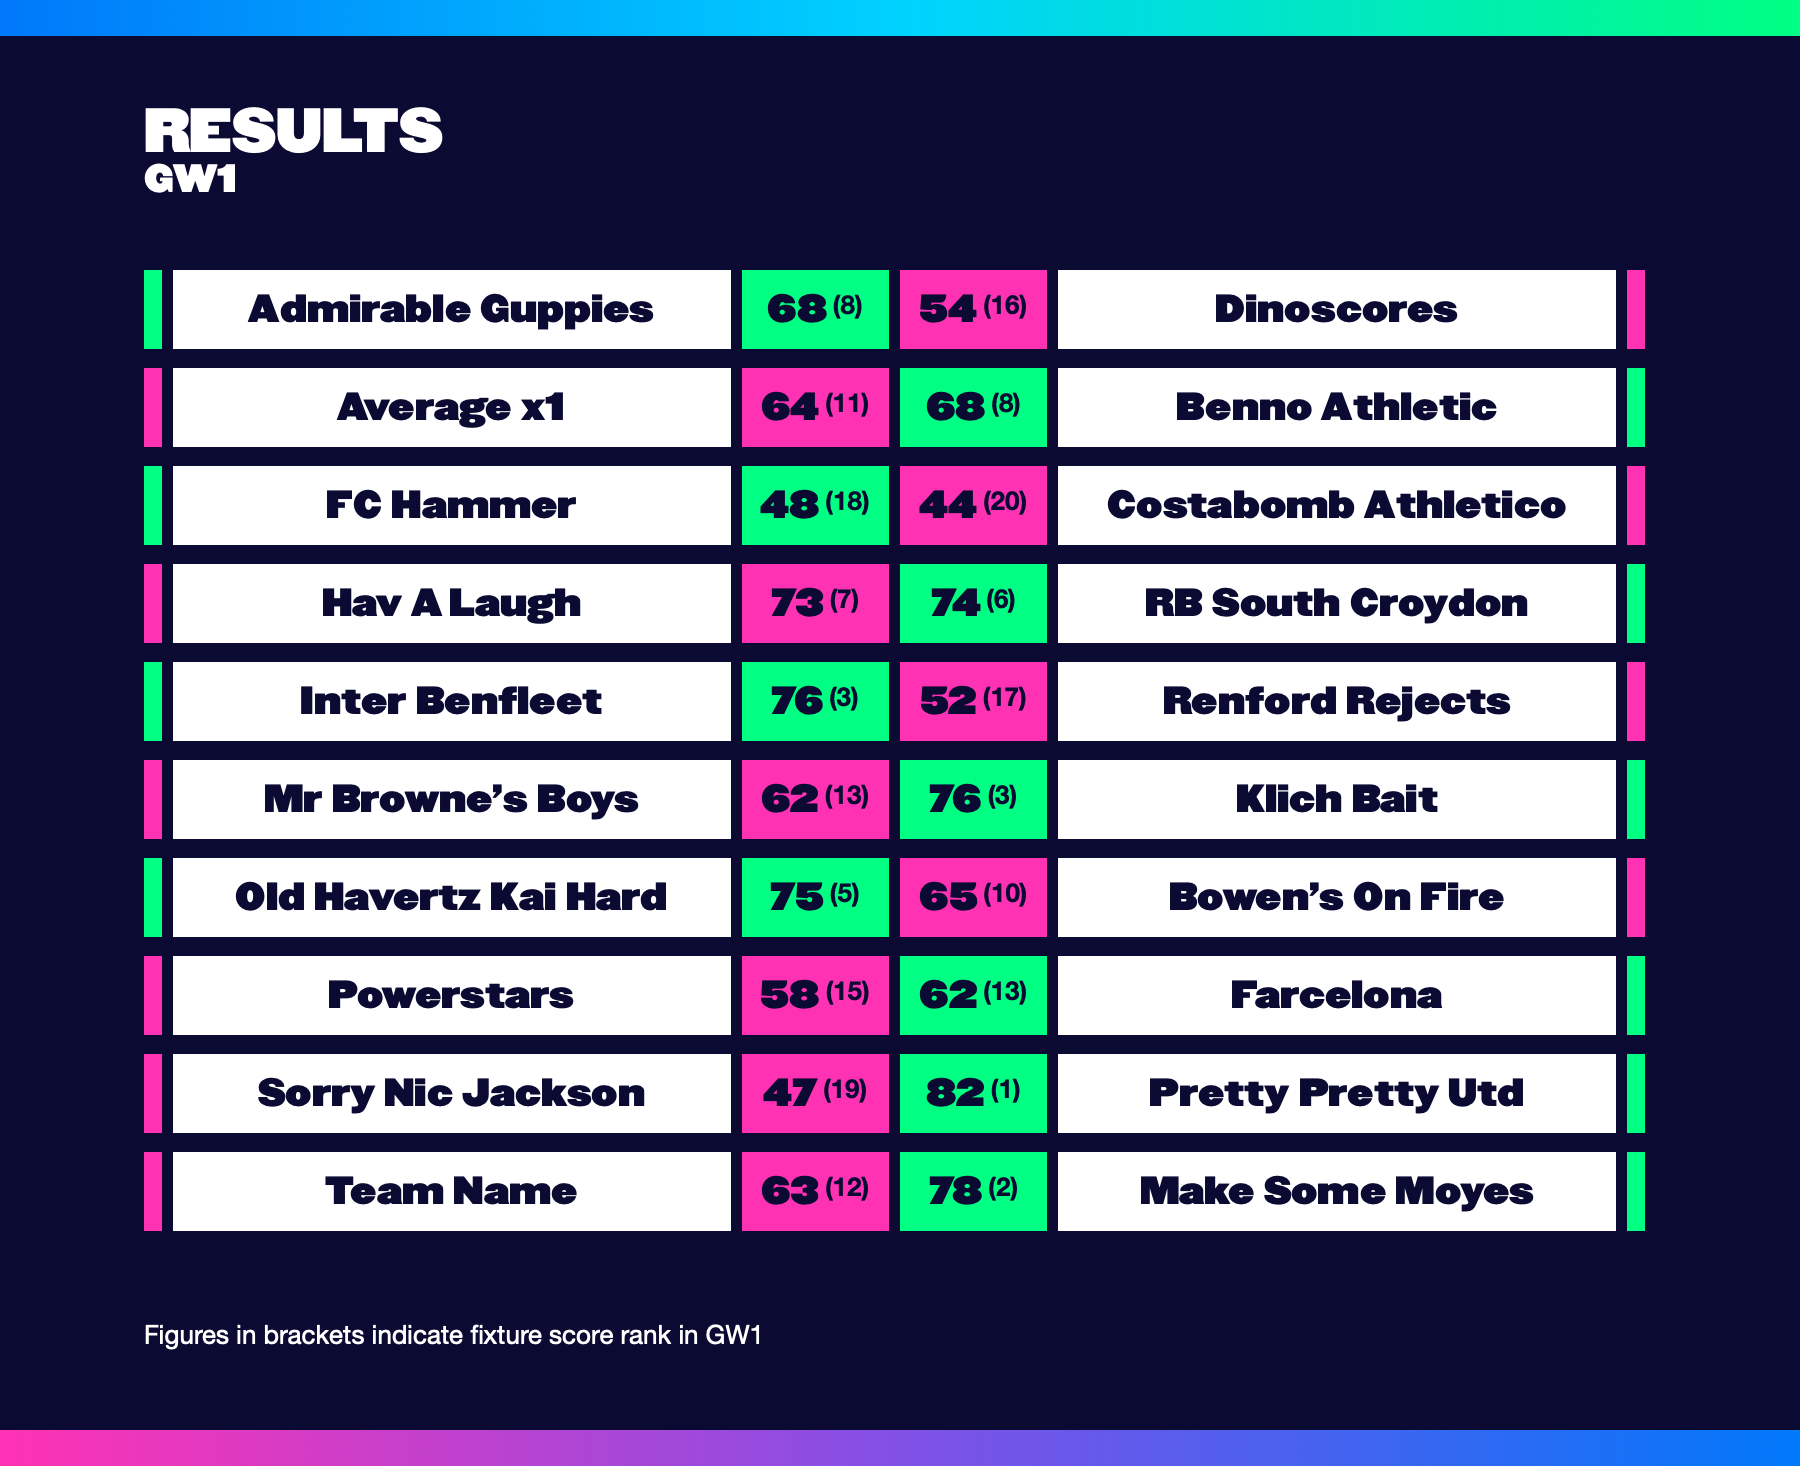 RESULTS
GW1
Admirable Guppies 68 (8) 54 (16) Dinoscores
Average x1 64 (11) 68 (8) Benno Athletic
FC Hammer 48 (18) 44 (20) Costabomb Athletico
Hav A Laugh 73 (7) 74 (6) RB South Croydon
Inter Benfleet 76 (3) 52 (17) Renford Rejects
Mr Browne’s Boys 62 (13) 76 (3) Klich Bait
Old Havertz Kai Hard 75 (5) 65 (10) Bowen’s On Fire
Powerstars 58 (15) 62 (13) Farcelona
Sorry Nic Jackson 47 (19) 82 (1) Pretty Pretty Utd
Team Name 63 (12) 78 (2) Make Some Moyes
Figures in brackets indicate fixture score rank in GW1